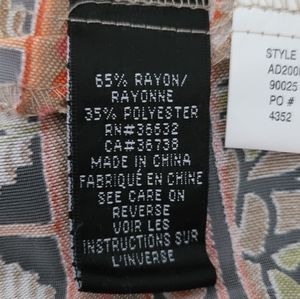 65% RAYON/
RAYONNE
35% POLYESTER
RN#36632
CA#36738
MADE IN CHINA
FABRIQUÉ EN CHINE
SEE CARE ON
REVERSE
VOIR LES
INSTRUCTIONS SUR
L'INVERSE
STYLE
AD200
90025
PO #
4352